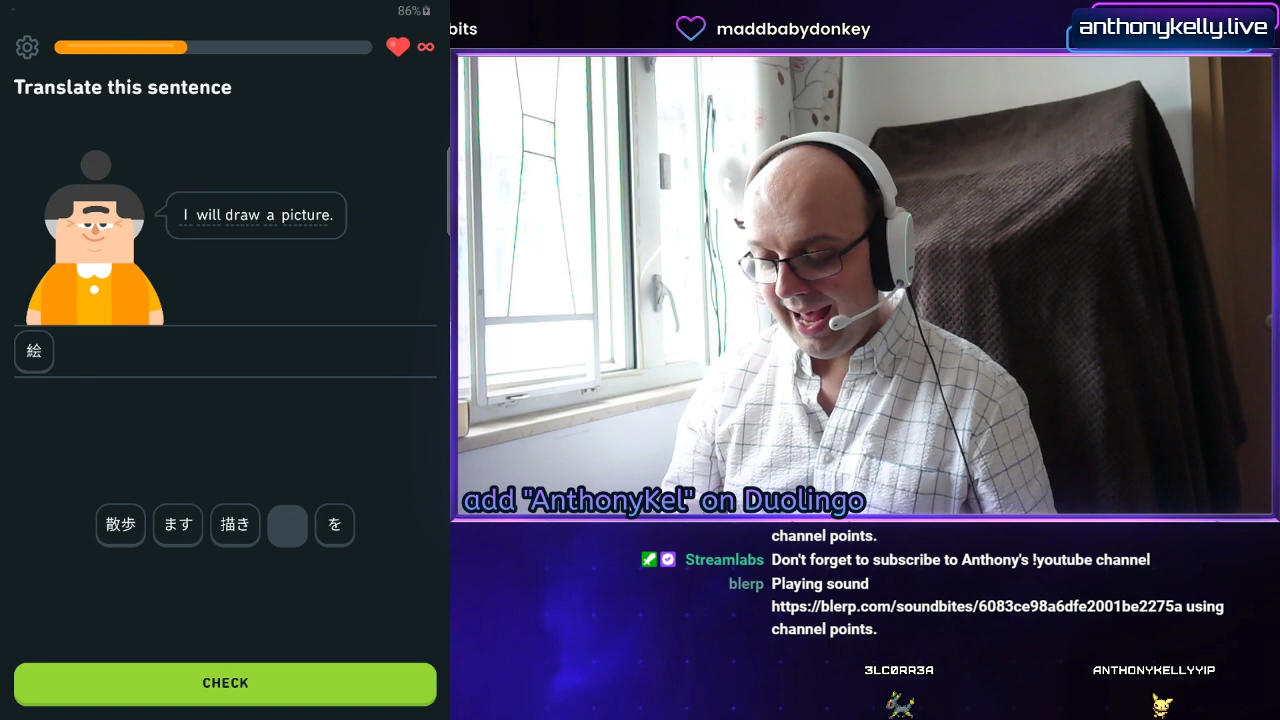 86%
Translate this sentence
I will draw a picture.
絵
散歩 ます 描き を
CHECK
bits
maddbabydonkey
anthonykelly.live
add "AnthonyKel" on Duolingo
channel points.
Streamlabs Don't forget to subscribe to Anthony's !youtube channel
blerp Playing sound
https://blerp.com/soundbites/6083ce98a6dfe2001be2275a using
channel points.
3LC0RR3A
ANTHONYKELLYYIP